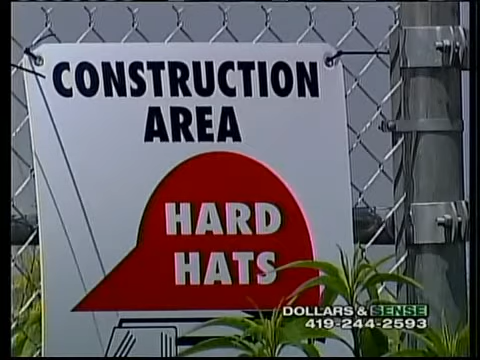 CONSTRUCTION
AREA
HARD
HATS
DOLLARS & SENSE
419-244-2593